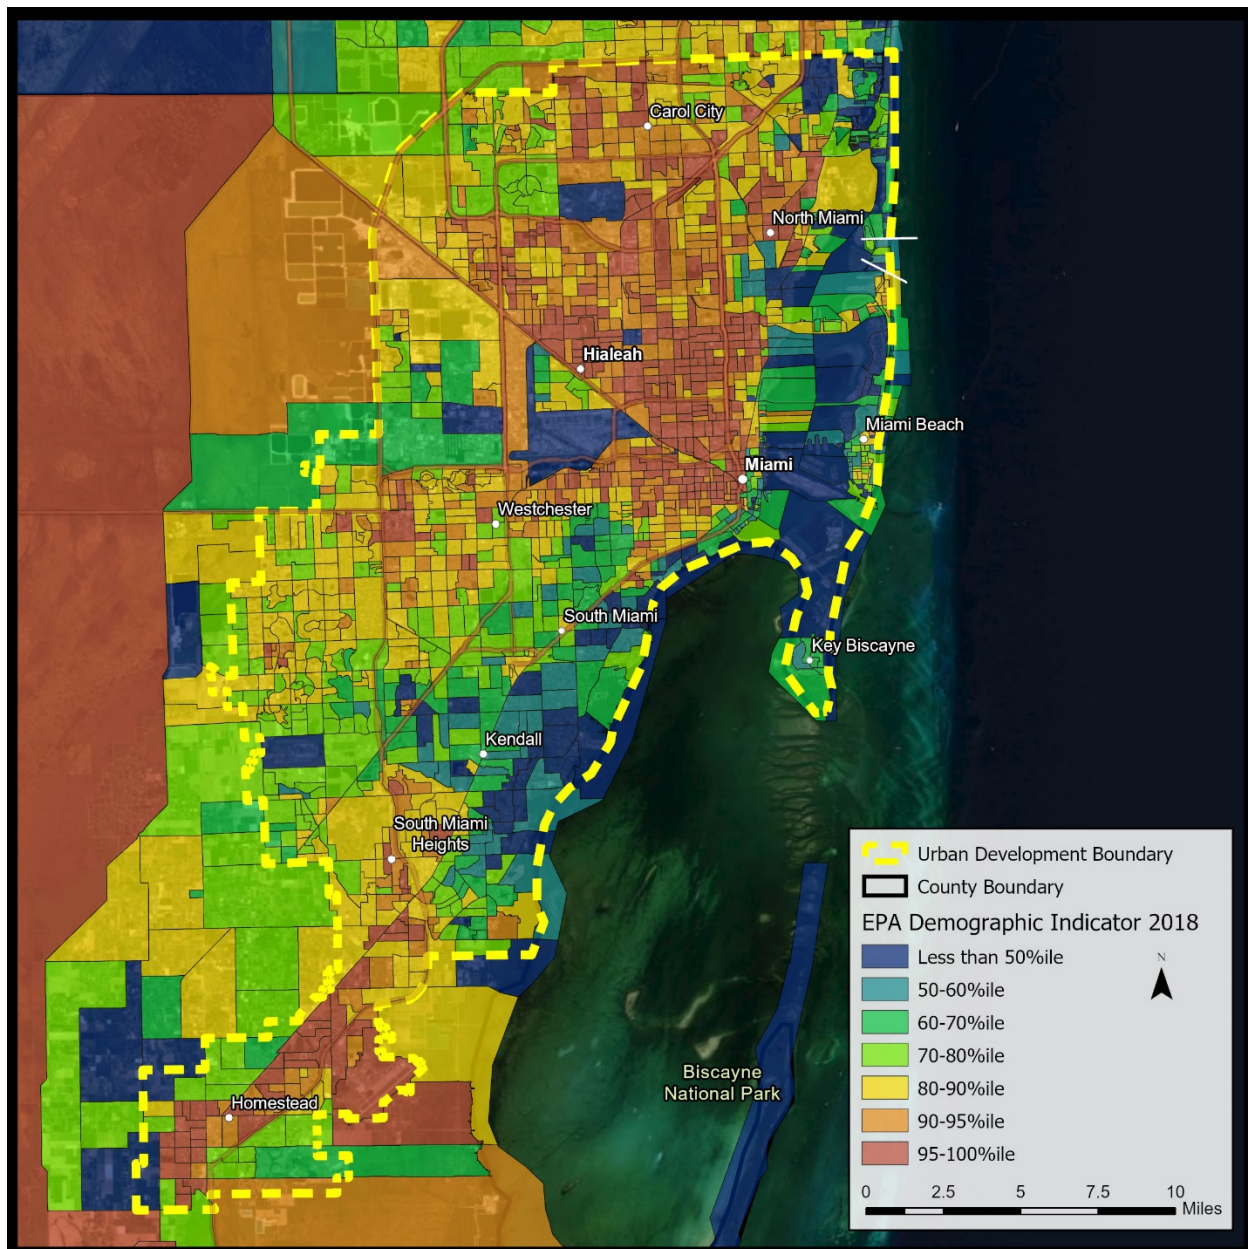 Carol City
North Miami
Hialeah
Miami Beach
Miami
Westchester
South Miami
Key Biscayne
Kendall
South Miami
Heights
Biscayne
National Park
Homestead
Urban Development Boundary
County Boundary
EPA Demographic Indicator 2018
Less than 50%ile
N
50-60%ile
60-70%ile
70-80%ile
80-90%ile
90-95%ile
95-100%ile
0 2.5 5 7.5 10
Miles